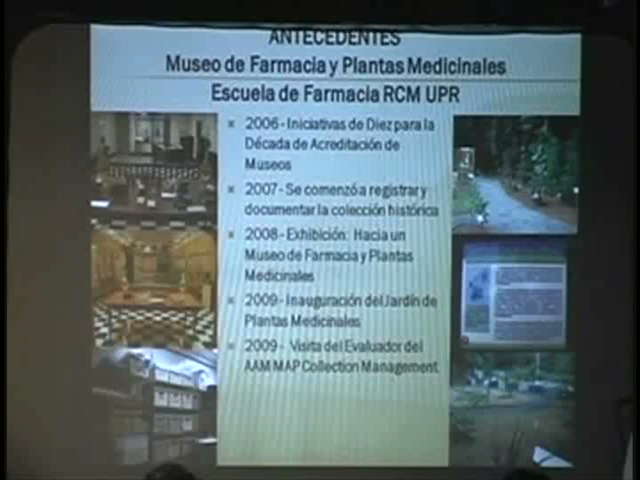 ANTECEDENTES
Museo de Farmacia y Plantas Medicinales
Escuela de Farmacia RCM UPR
2006 - Iniciativas de Diez para la
Década de Acreditación de
Museos
2007 - Se comenzó a registrar y
documentar la colección histórica
2008 - Exhibición: Hacia un
Museo de Farmacia y Plantas
Medicinales
2009 - Inauguración del Jardín de
Plantas Medicinales
2009 - Visita del Evaluador del
AAM MAP Collection Management